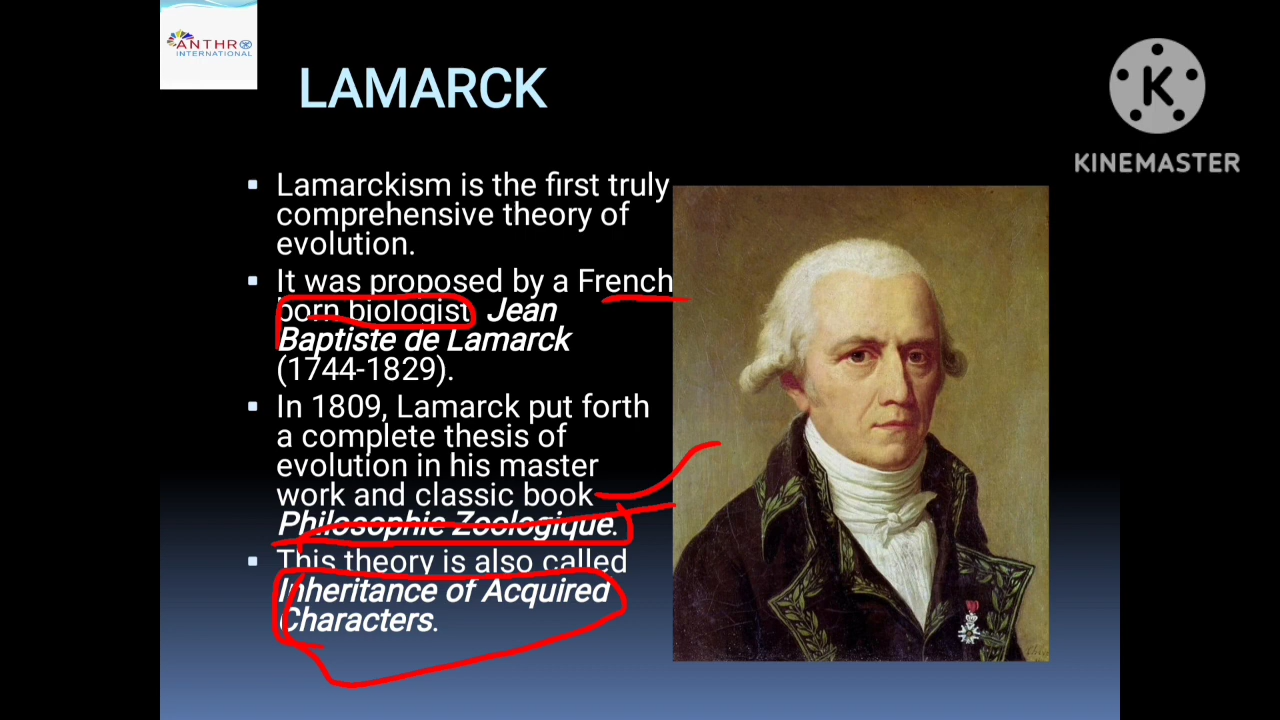 ANTHRO
INTERNATIONAL
LAMARCK
K
KINEMASTER
▪ Lamarckism is the first truly
comprehensive theory of
evolution.
▪ It was proposed by a French
born biologist Jean
Baptiste de Lamarck
(1744-1829).
▪ In 1809, Lamarck put forth
a complete thesis of
evolution in his master
work and classic book
Philosophie Zoologique.
▪ This theory is also called
Inheritance of Acquired
Characters.